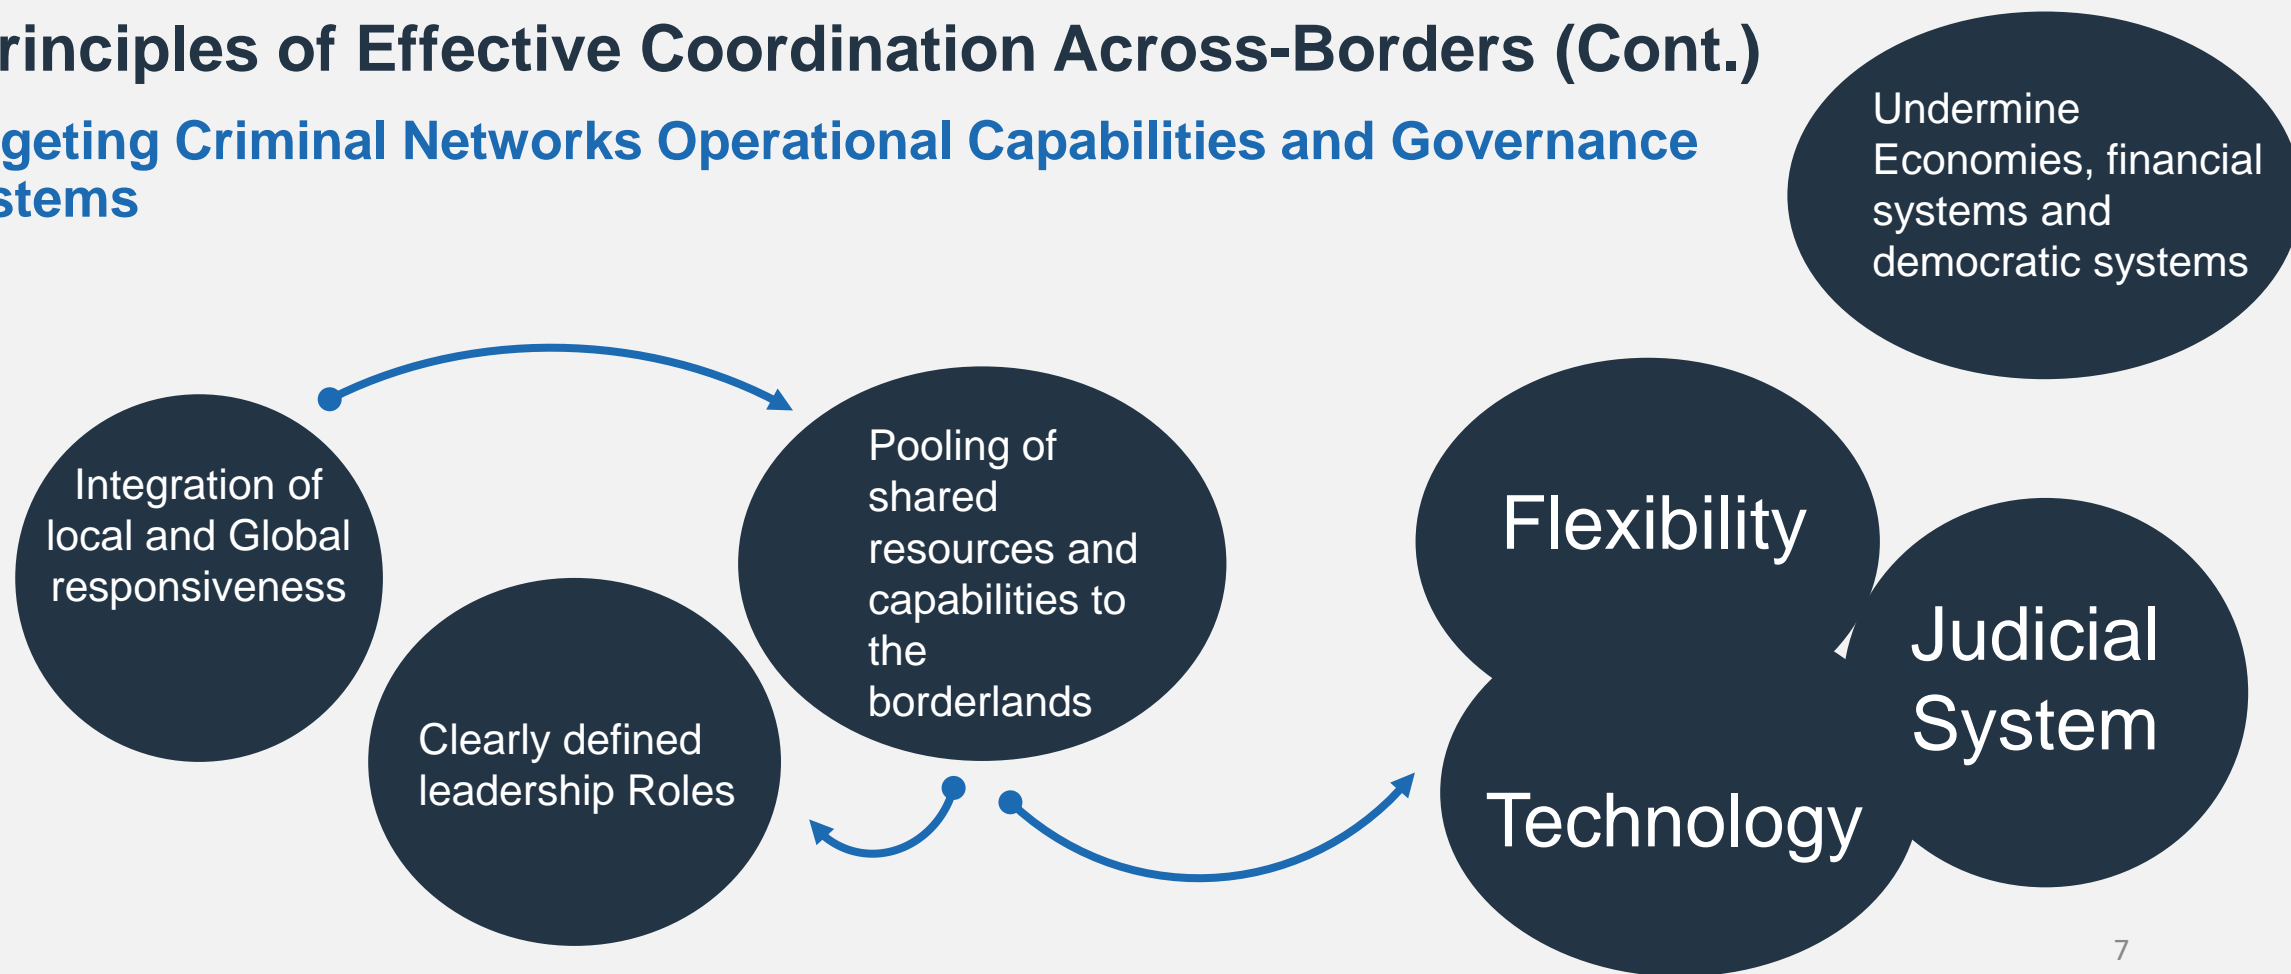 rinciples of Effective Coordination Across-Borders (Cont.)
geting Criminal Networks Operational Capabilities and Governance
stems
Undermine
Economies, financial
systems and
democratic systems
Integration of
local and Global
responsiveness
Clearly defined
leadership Roles
Pooling of
shared
resources and
capabilities to
the
borderlands
Flexibility
Judicial
System
Technology
7